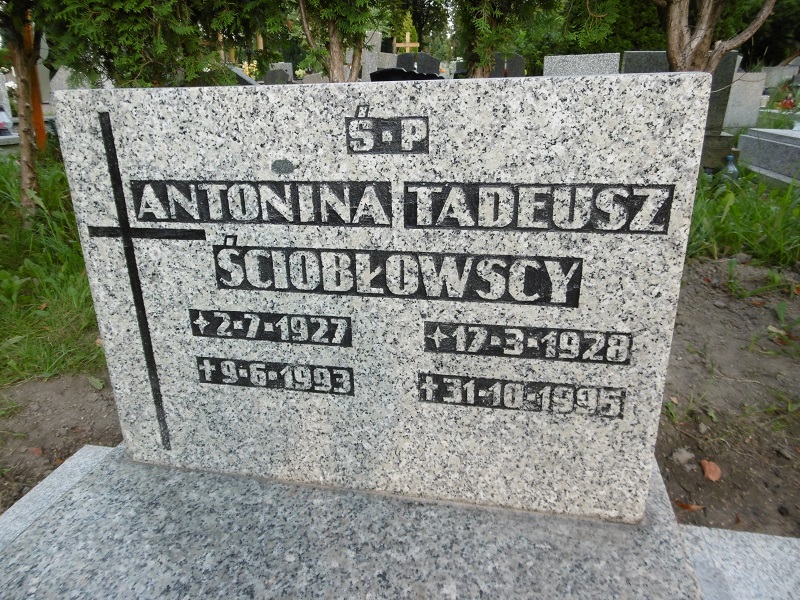 Ś•P
ANTONINA TADEUSZ
ŚCIOBŁOWSCY
2-7-1927 17-3-1928
†9-6-1993 †31-10-1995